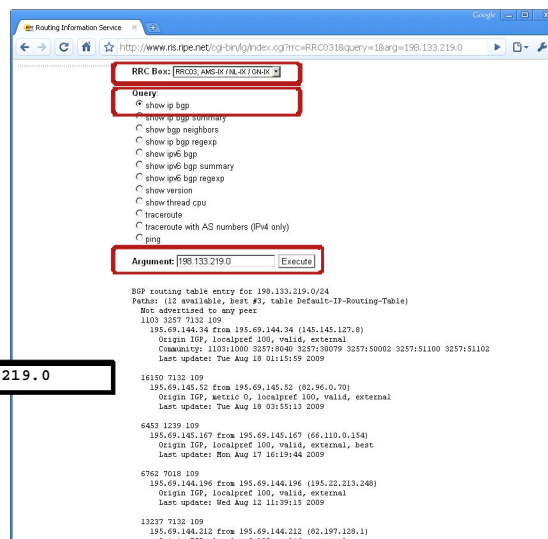 Google
Routing Information Service
http://www.ris.ripe.net/cgi-bin/lg/index.cgi?rrc=RRC031&query=1&arg=198.133.219.0
RRC Box: RRC03, AMS-IX / NL-IX / GN-IX
Query:
show ip bgp
show ip bgp summary
show bgp neighbors
show ip bgp regexp
show ipv6 bgp
show ipv6 bgp summary
show ipv6 bgp regexp
show version
show thread cpu
traceroute
traceroute with AS numbers (IPv4 only)
ping
Argument: 198.133.219.0 Execute
BGP routing table entry for 198.133.219.0/24
Paths: (12 available, best #3, table Default-IP-Routing-Table)
Not advertised to any peer
1103 3257 7132 109
195.69.144.34 from 195.69.144.34 (145.145.127.8)
Origin IGP, localpref 100, valid, external
Community: 1103:1000 3257:8040 3257:30079 3257:50002 3257:51100 3257:51102
Last update: Tue Aug 18 01:15:59 2009
219.0
16150 7132 109
195.69.145.52 from 195.69.145.52 (82.96.0.70)
Origin IGP, metric 0, localpref 100, valid, external
Last update: Tue Aug 18 03:55:13 2009
6453 1239 109
195.69.145.167 from 195.69.145.167 (66.110.0.154)
Origin IGP, localpref 100, valid, external, best
Last update: Mon Aug 17 16:19:44 2009
6762 7018 109
195.69.144.196 from 195.69.144.196 (195.22.213.248)
Origin IGP, localpref 100, valid, external
Last update: Wed Aug 12 11:39:15 2009
13237 7132 109
195.69.144.212 from 195.69.144.212 (82.197.128.1)